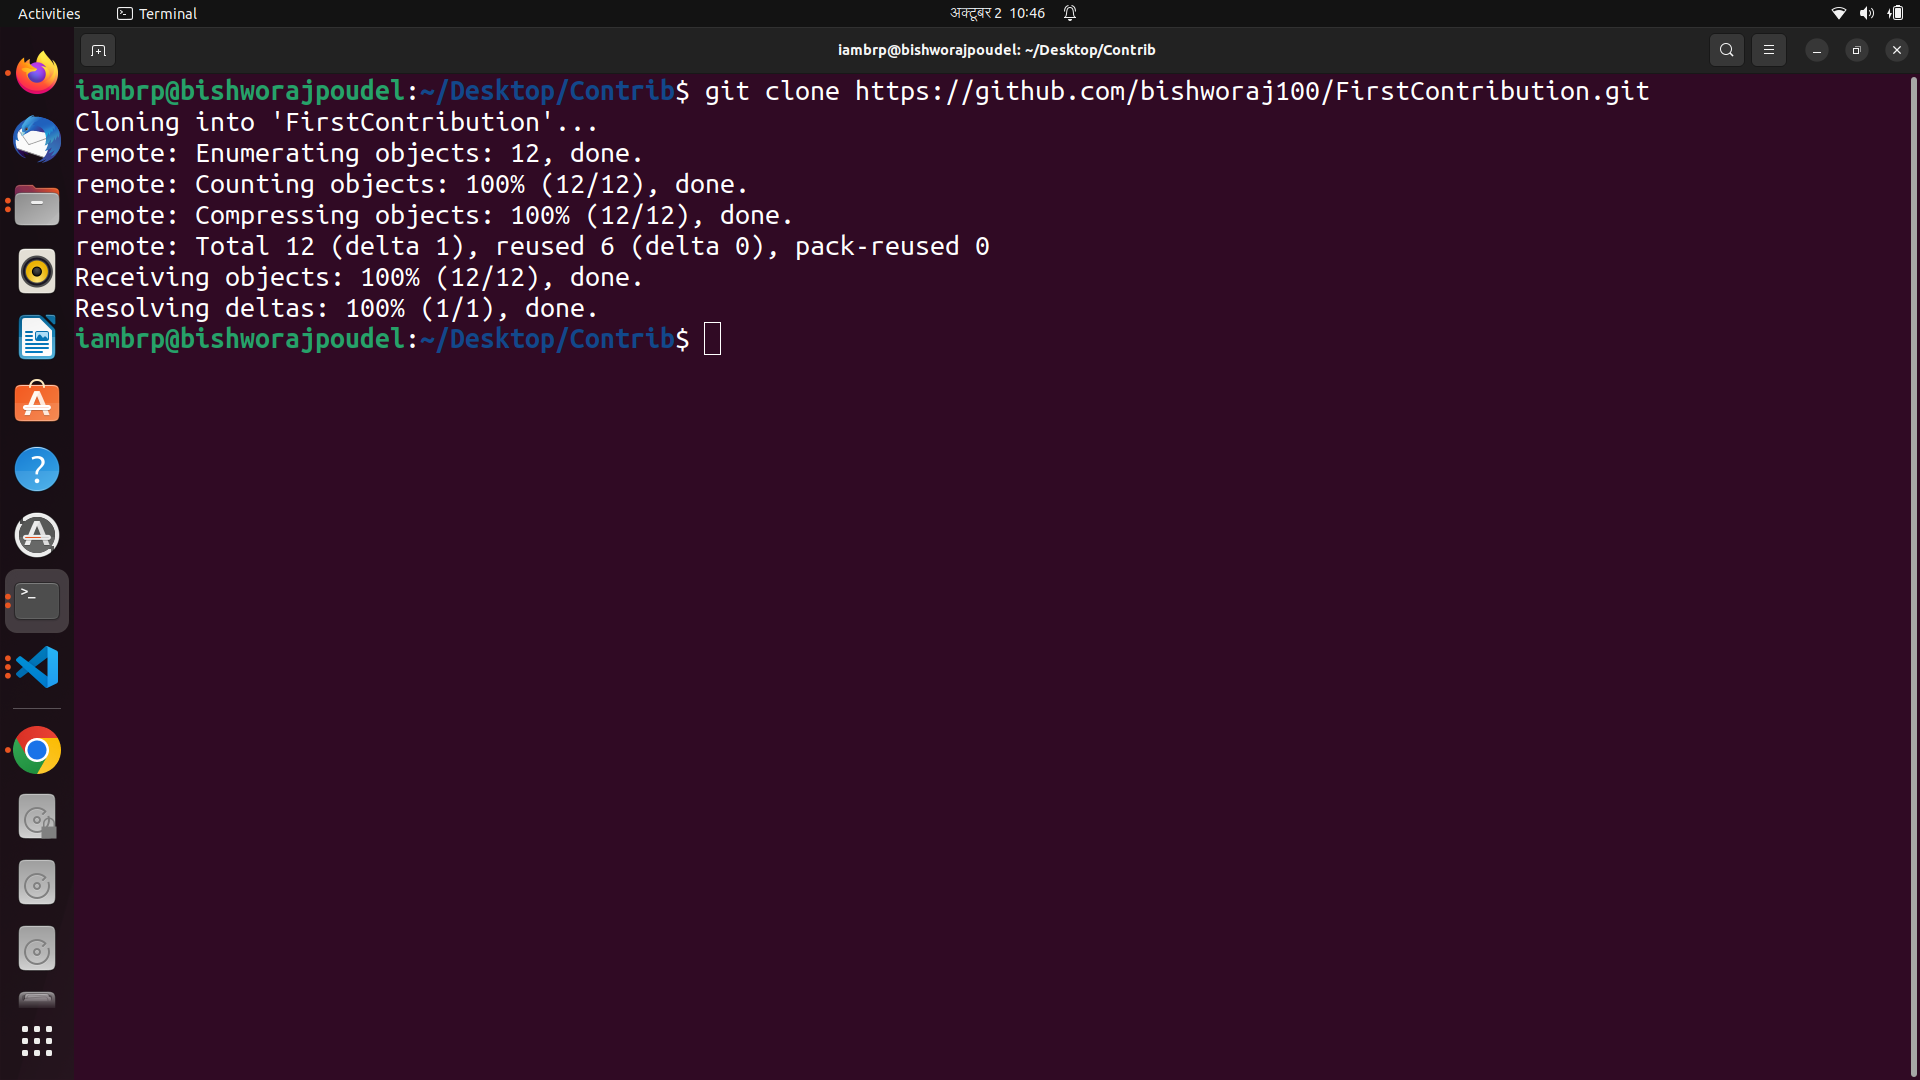 Activities
Terminal
अक्टूबर 2 10:46
iambrp@bishworajpoudel: ~/Desktop/Contrib
iambrp@bishworajpoudel:~/Desktop/Contrib$ git clone https://github.com/bishworaj100/FirstContribution.git
Cloning into 'FirstContribution'...
remote: Enumerating objects: 12, done.
remote: Counting objects: 100% (12/12), done.
remote: Compressing objects: 100% (12/12), done.
remote: Total 12 (delta 1), reused 6 (delta 0), pack-reused 0
Receiving objects: 100% (12/12), done.
Resolving deltas: 100% (1/1), done.
iambrp@bishworajpoudel:~/Desktop/Contrib$